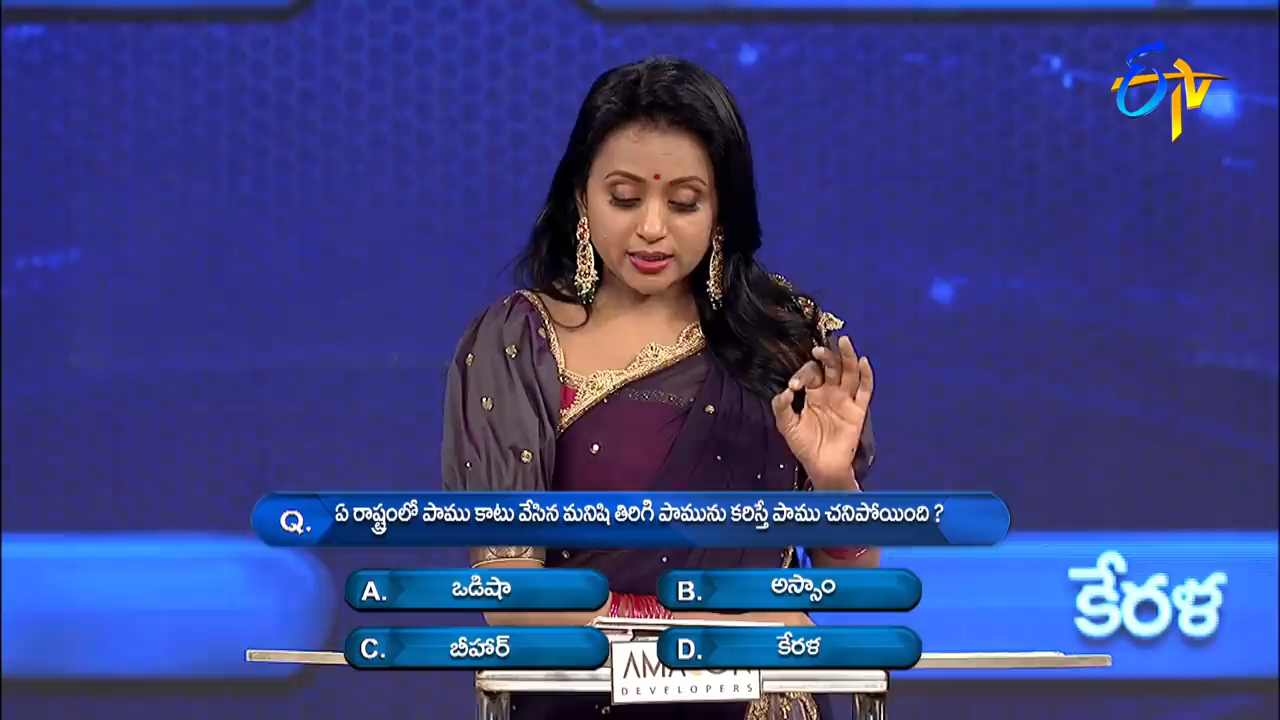 ETV
Q. ఏ రాష్ట్రంలో పాము కాటు వేసిన మనిషి తిరిగి పామును కరిస్తే పాము చనిపోయింది ?
A. ఒడిషా
B. అస్సాం
C. బీహార్
D. కేరళ
కేరళ
DEVELOPERS